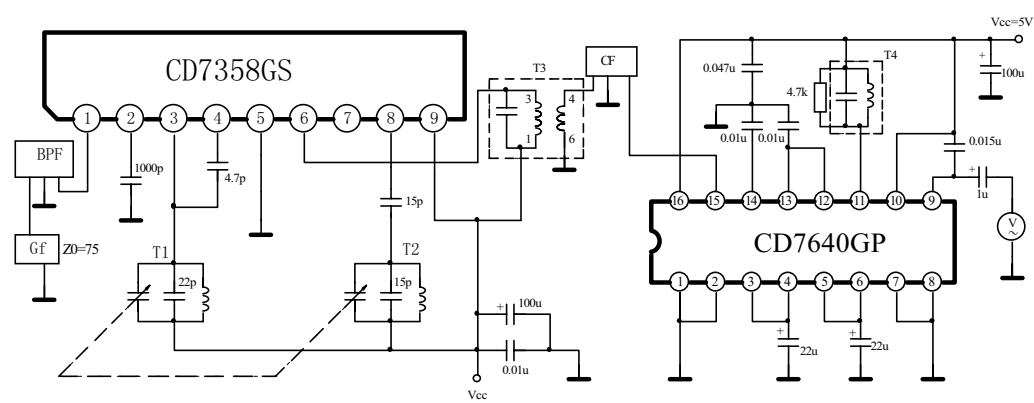 Vcc=5V
CD7358GS
T3
CF
T4
0.047u
4.7k
100u
3
4
1
6
1 2 3 4 5 6 7 8 9
BPF
1000p
4.7p
0.01u
0.01u
0.015u
15p
1u
16 15 14 13 12 11 10 9
V
~
Gf
Z0=75
T1
T2
CD7640GP
22p
15p
1 2 3 4 5 6 7 8
100u
0.01u
22u
22u
Vcc
+
+
+
+
+